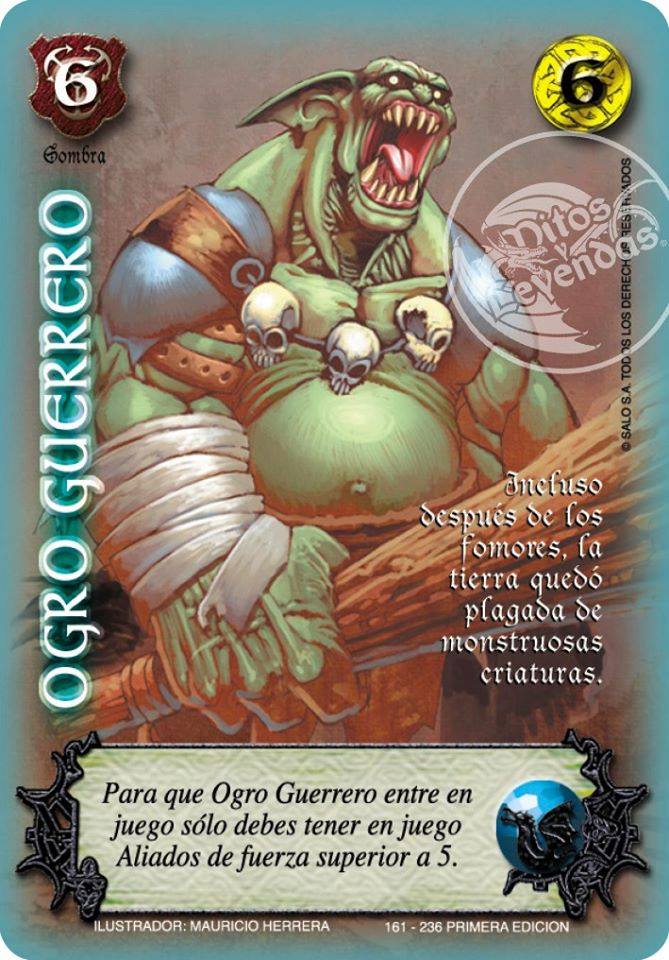 6
6
Sombra
OGRO GUERRERO
Mitos
y
Leyendas
© SALO S.A. TODOS LOS DERECHOS RESERVADOS
Incluso
después de los
fomores, la
tierra quedó
plagada de
monstruosas
criaturas.
Para que Ogro Guerrero entre en
juego sólo debes tener en juego
Aliados de fuerza superior a 5.
ILUSTRADOR: MAURICIO HERRERA 161 - 236 PRIMERA EDICION